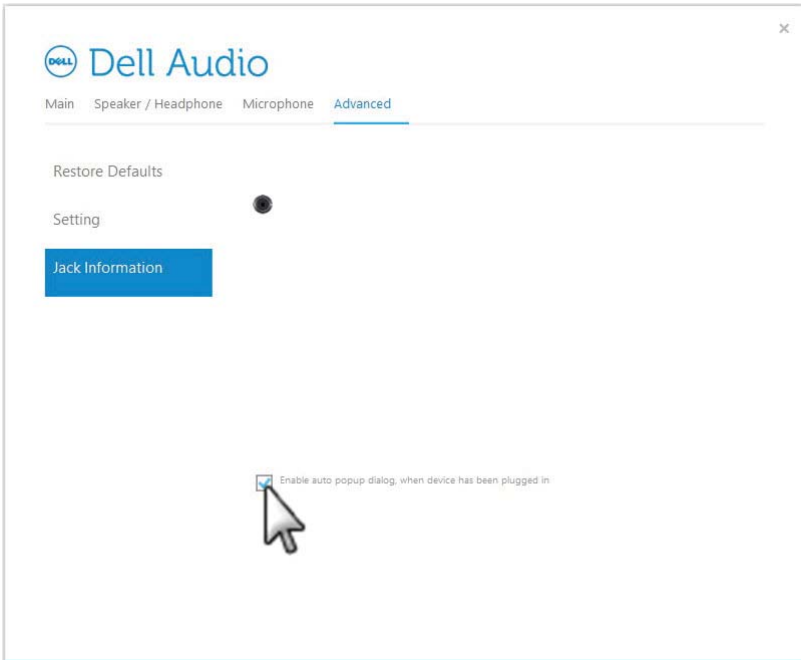 DELL Dell Audio
Main Speaker / Headphone Microphone Advanced
Restore Defaults
Setting
Jack Information
Enable auto popup dialog, when device has been plugged in